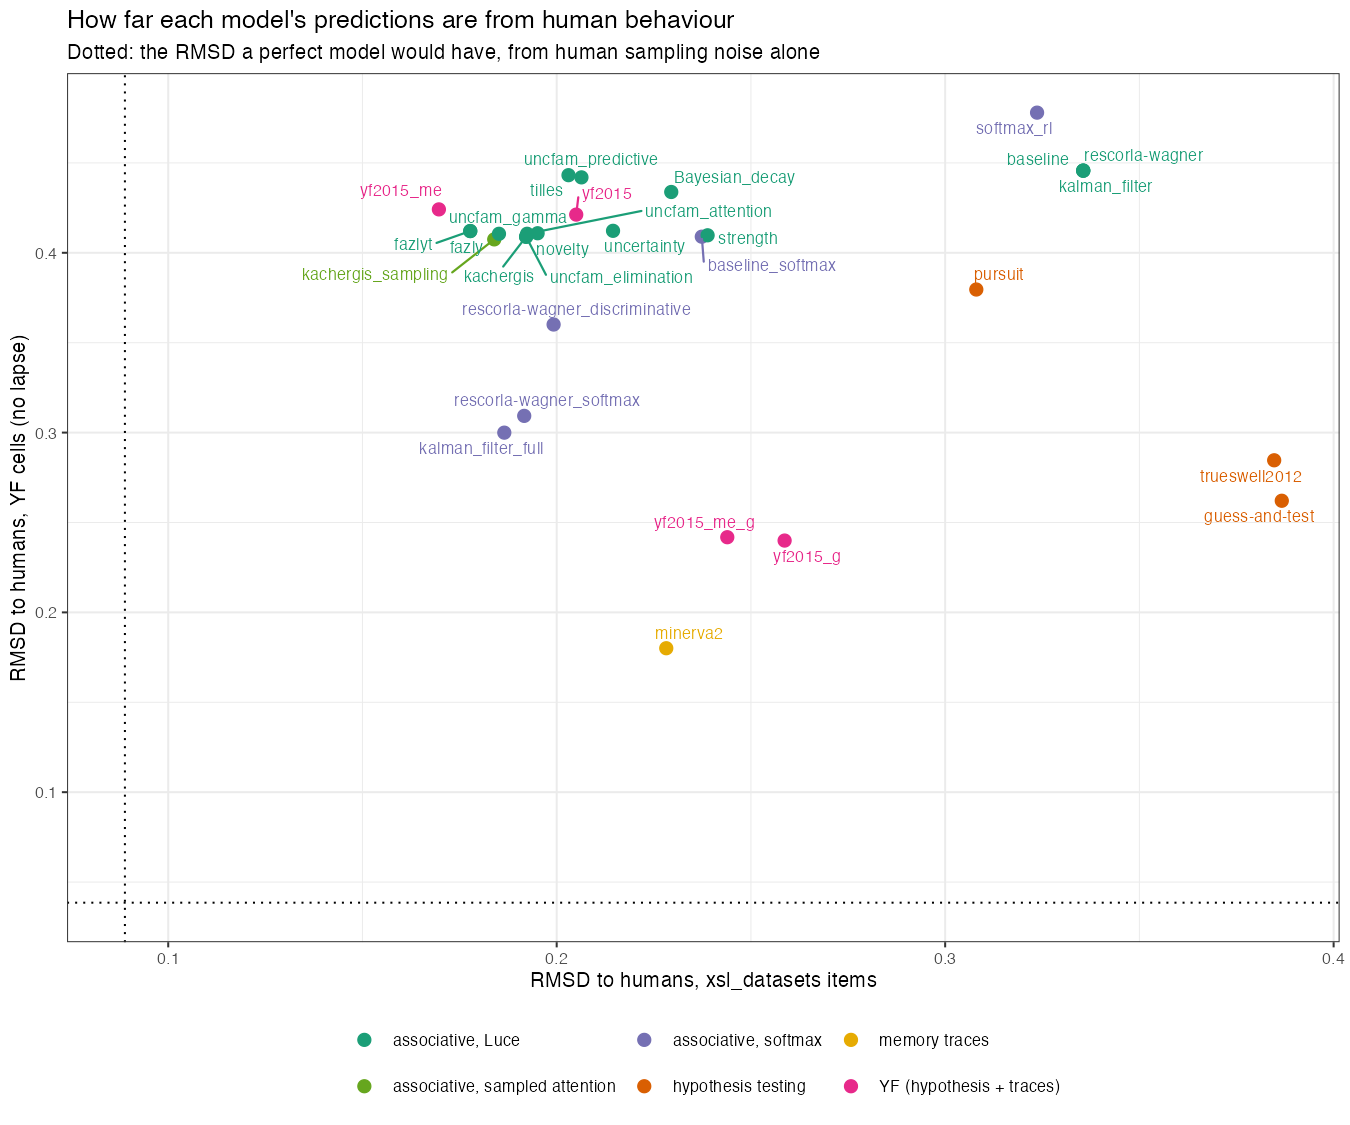 How far each model's predictions are from human behaviour
Dotted: the RMSD a perfect model would have, from human sampling noise alone
softmax_rl
baseline
rescorla-wagner
kalman_filter
uncfam_predictive
tilles
yf2015_me
yf2015
Bayesian_decay
uncfam_gamma
uncfam_attention
fazlyt
fazly
novelty
uncertainty
strength
kachergis_sampling
kachergis
uncfam_elimination
baseline_softmax
pursuit
rescorla-wagner_discriminative
rescorla-wagner_softmax
kalman_filter_full
trueswell2012
guess-and-test
yf2015_me_g
yf2015_g
minerva2
0.4
0.3
0.2
0.1
RMSD to humans, YF cells (no lapse)
0.1
0.2
0.3
0.4
RMSD to humans, xsl_datasets items
associative, Luce
associative, softmax
memory traces
associative, sampled attention
hypothesis testing
YF (hypothesis + traces)